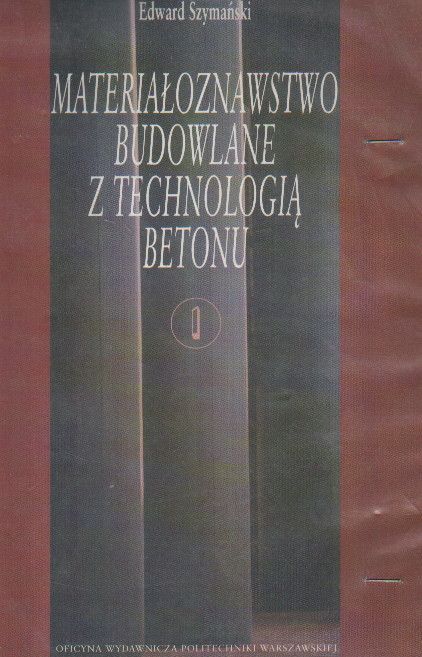 Edward Szymański
MATERIAŁOZNAWSTWO
BUDOWLANE
Z TECHNOLOGIĄ
BETONU
1
OFICYNA WYDAWNICZA POLITECHNIKI WARSZAWSKIEJ